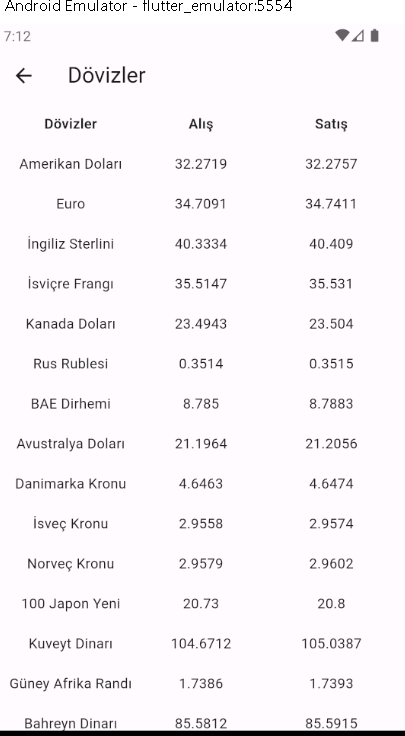 Android Emulator - flutter_emulator:5554
7:12
Dövizler
Dövizler Alış Satış
Amerikan Doları 32.2719 32.2757
Euro 34.7091 34.7411
İngiliz Sterlini 40.3334 40.409
İsviçre Frangı 35.5147 35.531
Kanada Doları 23.4943 23.504
Rus Rublesi 0.3514 0.3515
BAE Dirhemi 8.785 8.7883
Avustralya Doları 21.1964 21.2056
Danimarka Kronu 4.6463 4.6474
İsveç Kronu 2.9558 2.9574
Norveç Kronu 2.9579 2.9602
100 Japon Yeni 20.73 20.8
Kuveyt Dinarı 104.6712 105.0387
Güney Afrika Randı 1.7386 1.7393
Bahreyn Dinarı 85.5812 85.5915